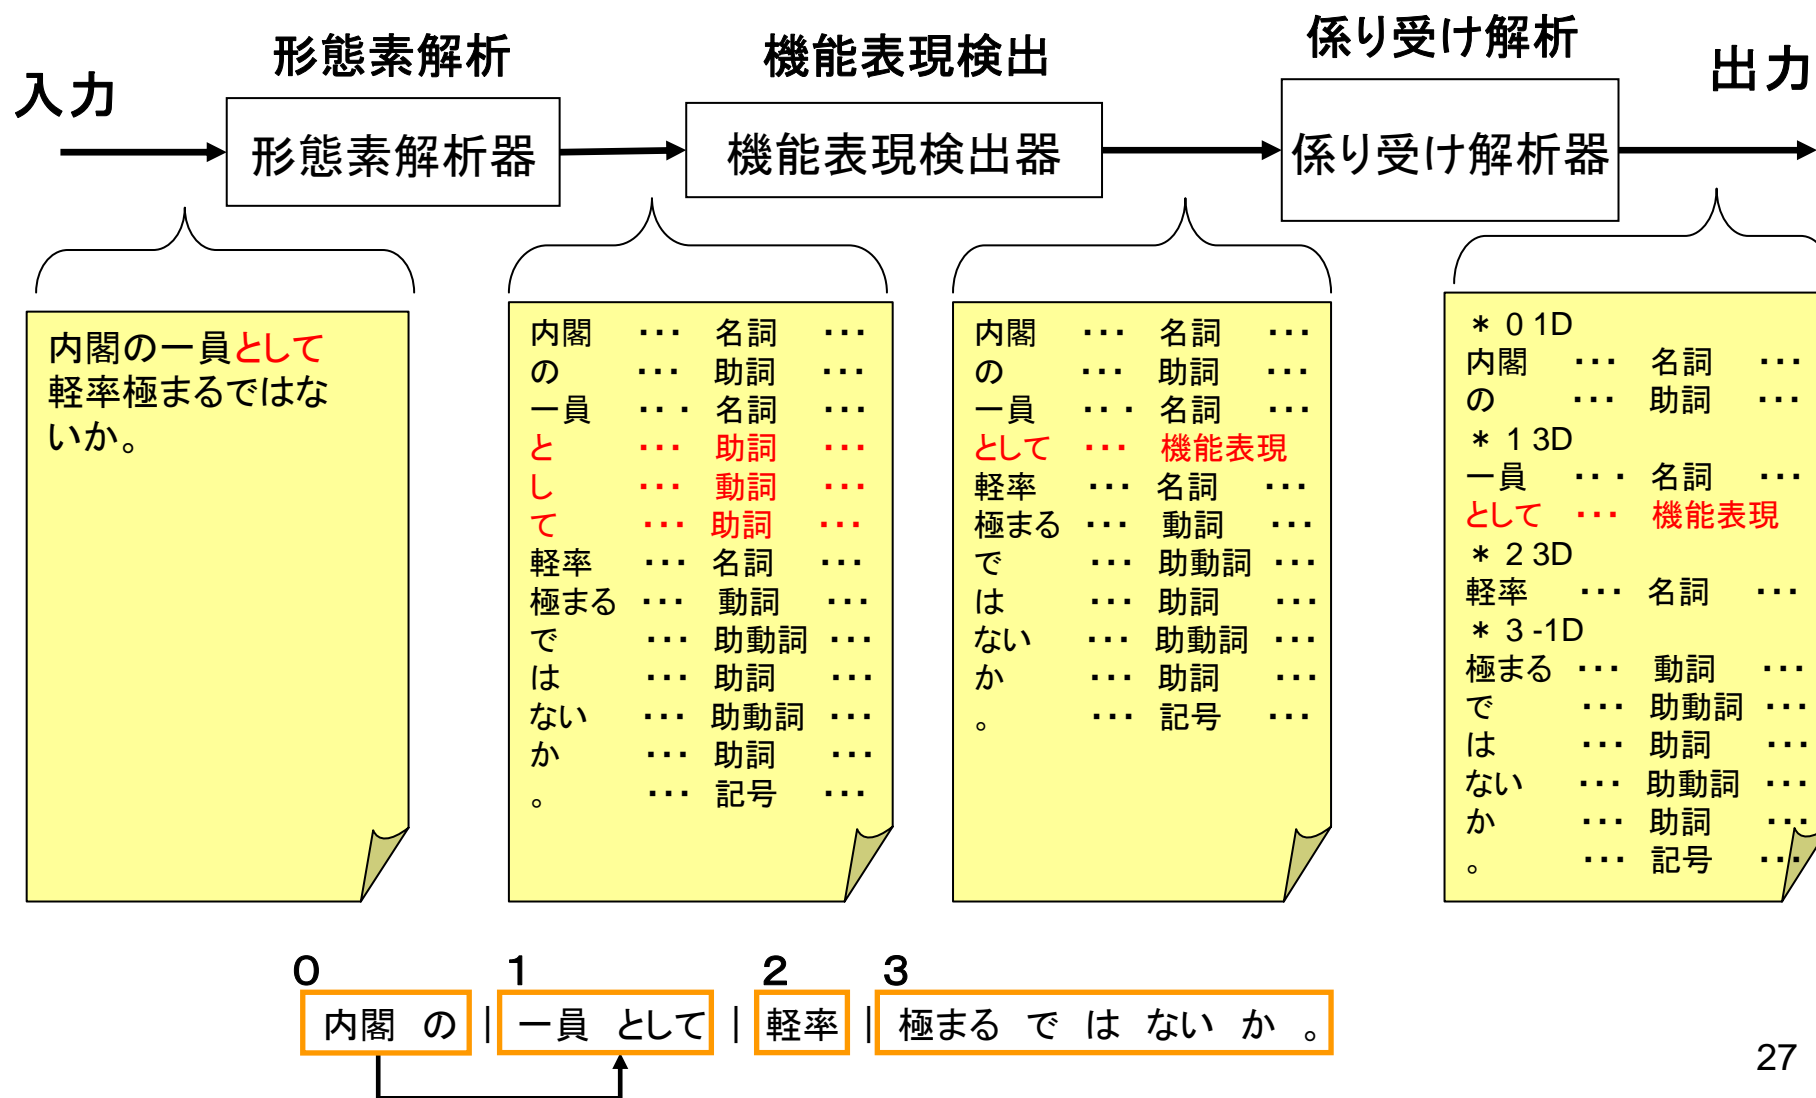 入力
形態素解析
機能表現検出
係り受け解析
出力
形態素解析器
機能表現検出器
係り受け解析器
内閣の一員として
軽率極まるではな
いか。
内閣 ・・・ 名詞 ・・・
の ・・・ 助詞 ・・・
一員 ・・・ 名詞 ・・・
と ・・・ 助詞 ・・・
し ・・・ 動詞 ・・・
て ・・・ 助詞 ・・・
軽率 ・・・ 名詞 ・・・
極まる ・・・ 動詞 ・・・
で ・・・ 助動詞 ・・・
は ・・・ 助詞 ・・・
ない ・・・ 助動詞 ・・・
か ・・・ 助詞 ・・・
。 ・・・ 記号 ・・・
内閣 ・・・ 名詞 ・・・
の ・・・ 助詞 ・・・
一員 ・・・ 名詞 ・・・
として ・・・ 機能表現
軽率 ・・・ 名詞 ・・・
極まる ・・・ 動詞 ・・・
で ・・・ 助動詞 ・・・
は ・・・ 助詞 ・・・
ない ・・・ 助動詞 ・・・
か ・・・ 助詞 ・・・
。 ・・・ 記号 ・・・
＊ 0 1D
内閣 ・・・ 名詞 ・・・
の ・・・ 助詞 ・・・
＊ 1 3D
一員 ・・・ 名詞 ・・・
として ・・・ 機能表現
＊ 2 3D
軽率 ・・・ 名詞 ・・・
＊ 3 -1D
極まる ・・・ 動詞 ・・・
で ・・・ 助動詞 ・・・
は ・・・ 助詞 ・・・
ない ・・・ 助動詞 ・・・
か ・・・ 助詞 ・・・
。 ・・・ 記号 ・・・
０ １ ２ ３
内閣 の | 一員 として | 軽率 | 極まる で は ない か 。
27